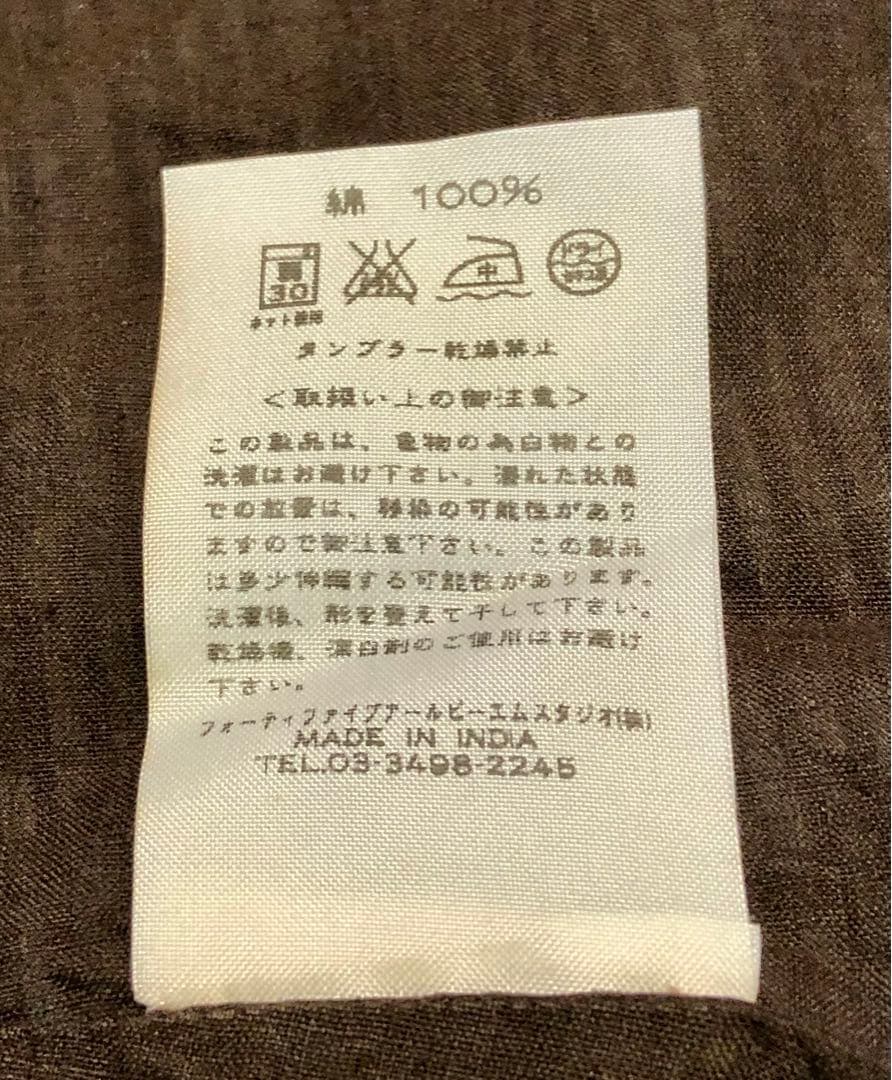 綿 100%
弱
30
中
ドライ
ネット使用
タンブラー乾燥禁止
<取扱い上の御注意>
この製品は、色物の為白物との
洗濯はお避け下さい。濡れた状態
での放置は、移染の可能性があり
ますので御注意下さい。この製品
は多少伸縮する可能性があります。
洗濯後、形を整えて干して下さい。
乾燥機、漂白剤のご使用はお避け
下さい。
フォーティファイブアールピーエムスタジオ(株)
MADE IN INDIA
TEL.03-3498-2245